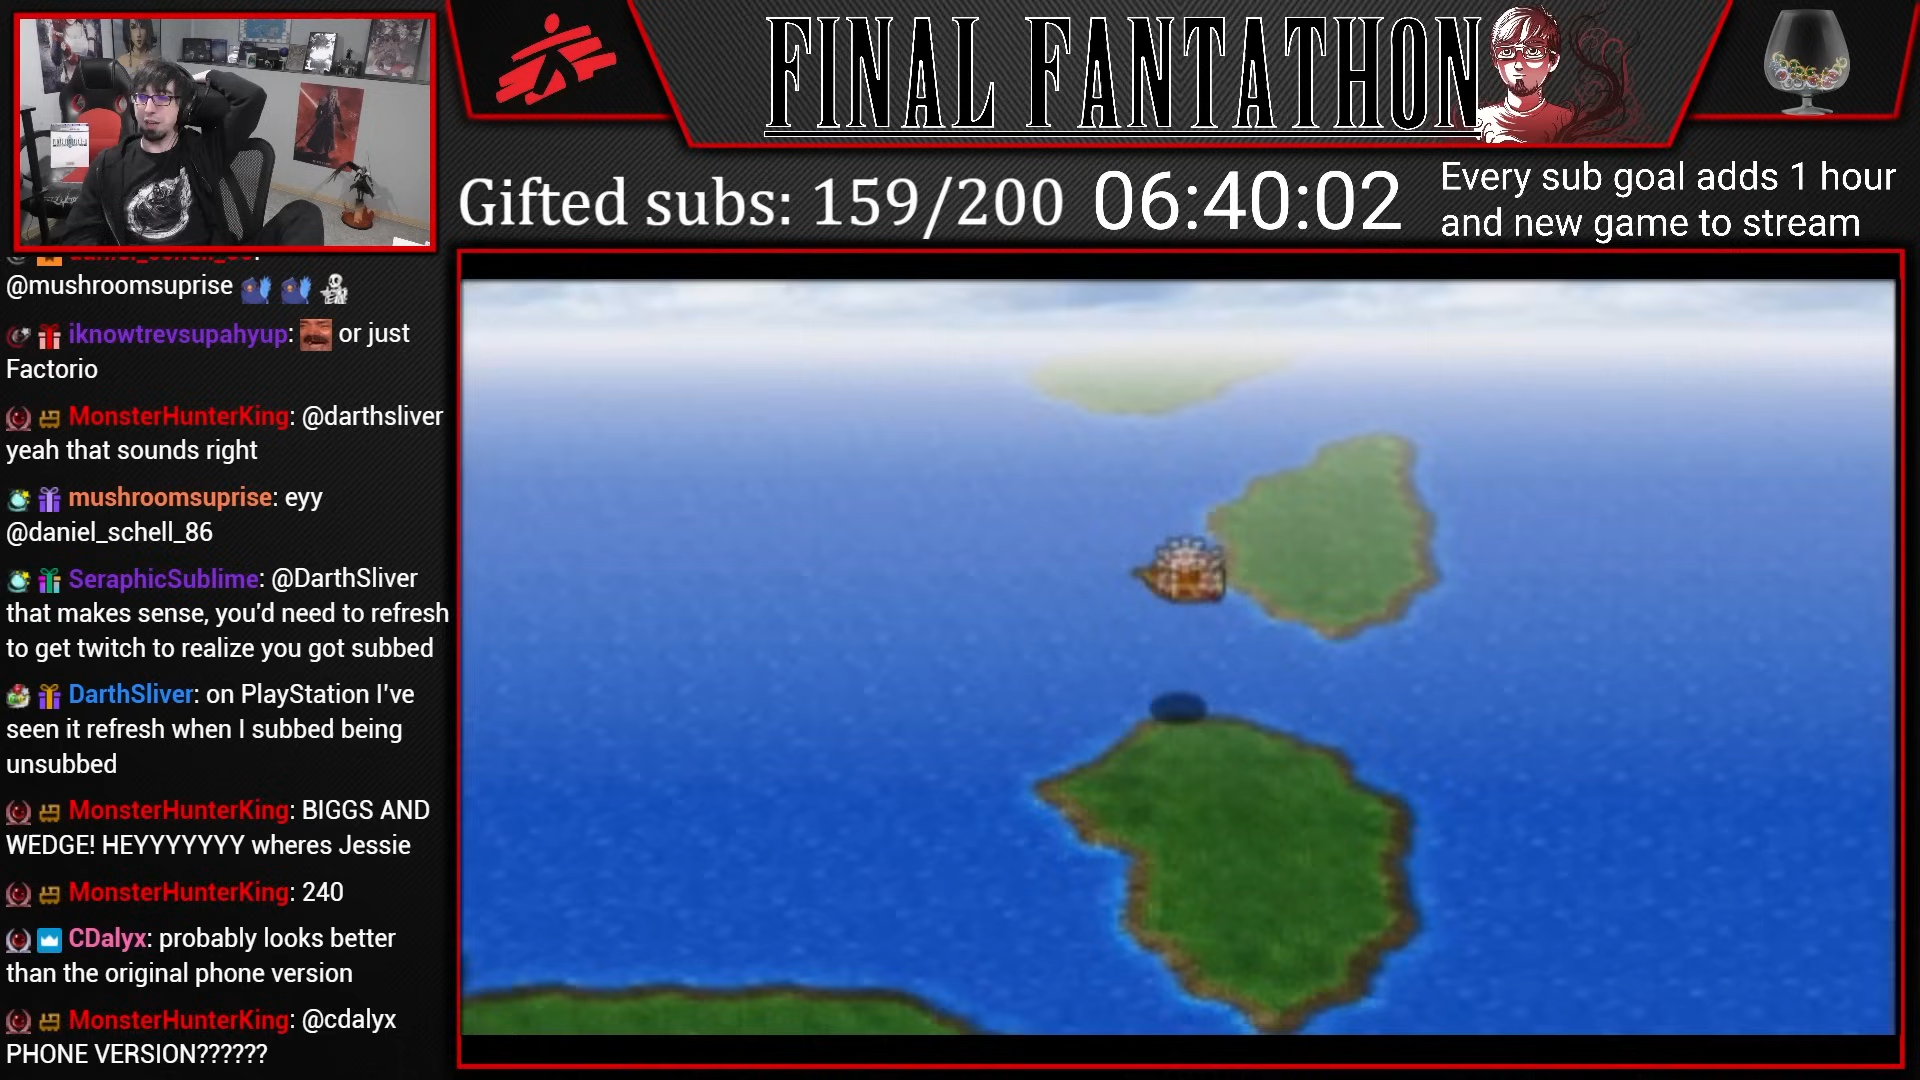 FINAL FANTATHON
Gifted subs: 159/200
06:40:02
Every sub goal adds 1 hour
and new game to stream
@mushroomsuprise
iknowtrevsupahyup: or just
Factorio
MonsterHunterKing: @darthsliver
yeah that sounds right
mushroomsuprise: eyy
@daniel_schell_86
SeraphicSublime: @DarthSliver
that makes sense, you'd need to refresh
to get twitch to realize you got subbed
DarthSliver: on PlayStation I've
seen it refresh when I subbed being
unsubbed
MonsterHunterKing: BIGGS AND
WEDGE! HEYYYYYYY wheres Jessie
MonsterHunterKing: 240
CDalyx: probably looks better
than the original phone version
MonsterHunterKing: @cdalyx
PHONE VERSION??????